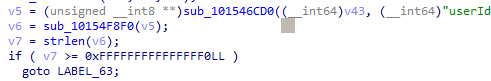 v5 = (unsigned __int8 **)sub_101546CD0((__int64)v43, (__int64)"userId
v6 = sub_10154F8F0(v5);
v7 = strlen(v6);
if ( v7 >= 0xFFFFFFFFFFFFFFF0LL )
goto LABEL_63;